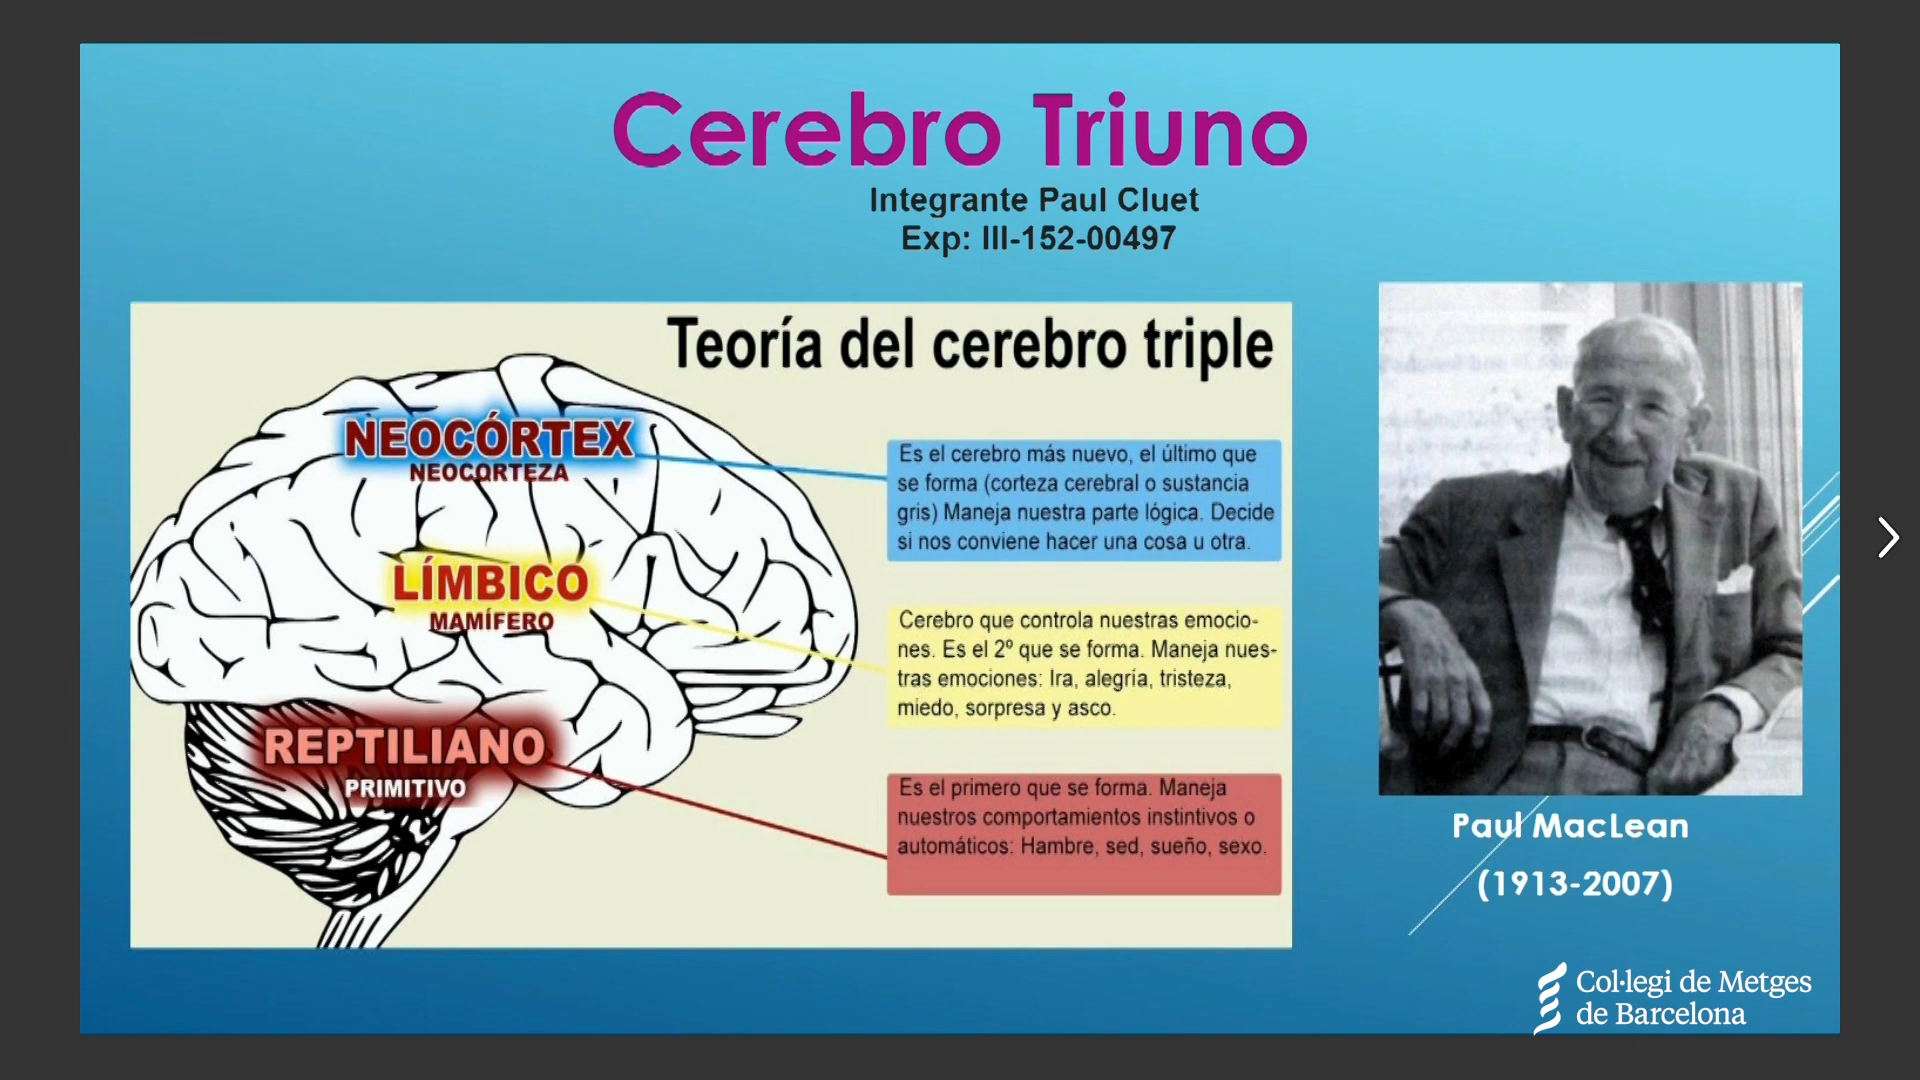 Cerebro Triuno
Integrante Paul Cluet
Exp: III-152-00497
Teoría del cerebro triple
NEOCÓRTEX
NEOCORTEZA
Es el cerebro más nuevo, el último que
se forma (corteza cerebral o sustancia
gris) Maneja nuestra parte lógica. Decide
si nos conviene hacer una cosa u otra.
LÍMBICO
MAMÍFERO
Cerebro que controla nuestras emocio-
nes. Es el 2º que se forma. Maneja nues-
tras emociones: Ira, alegría, tristeza,
miedo, sorpresa y asco.
REPTILIANO
PRIMITIVO
Es el primero que se forma. Maneja
nuestros comportamientos instintivos o
automáticos: Hambre, sed, sueño, sexo.
Paul MacLean
(1913-2007)
Col·legi de Metges
de Barcelona